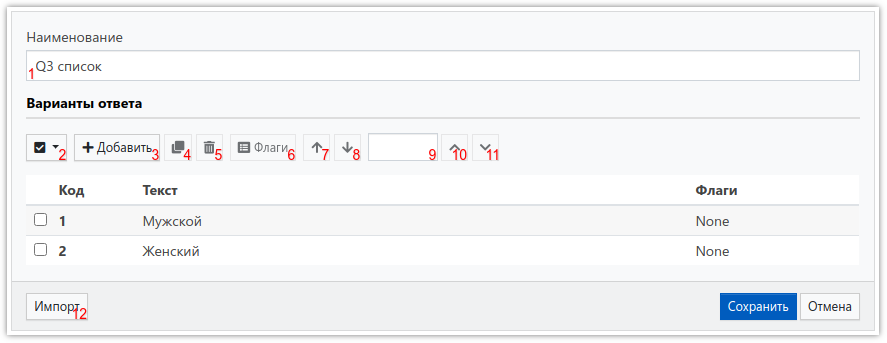 Наименование
1 Q3 список
Варианты ответа
2 Добавить 3 4 5 Флаги 6 7 8 9 10 11
Код Текст Флаги
1 Мужской None
2 Женский None
Импорт 12 Сохранить Отмена